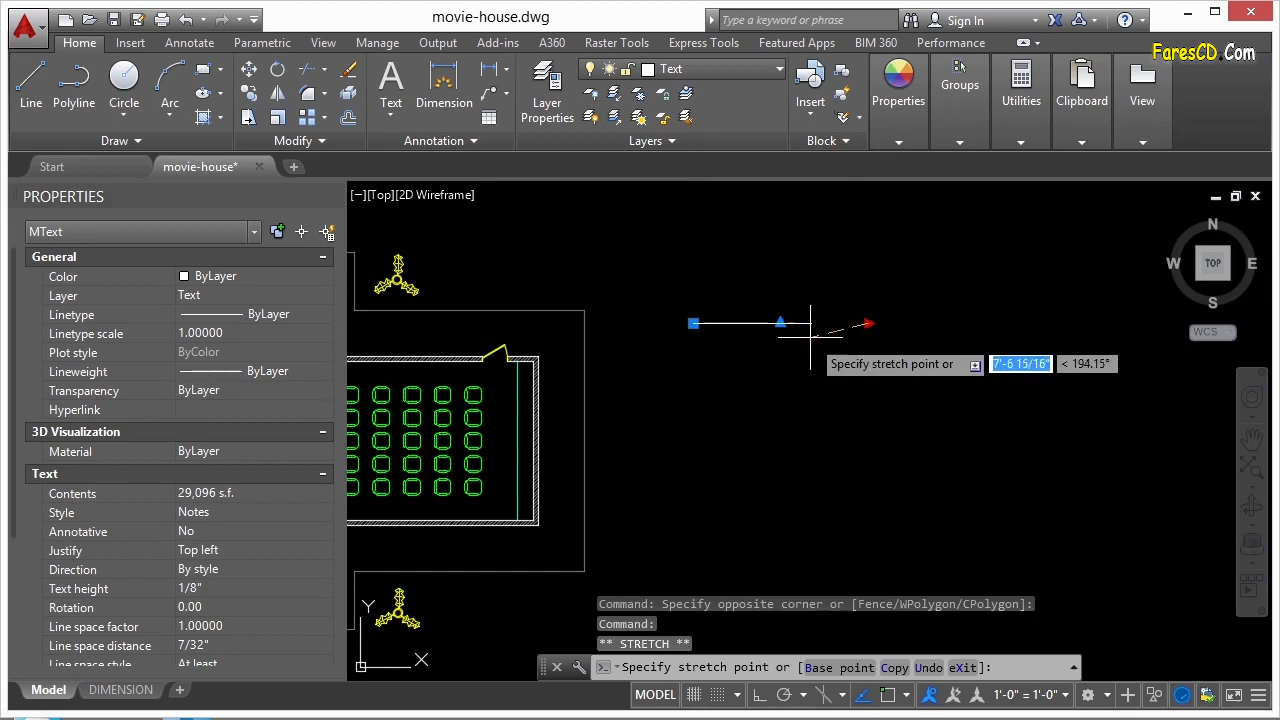 movie-house.dwg
Type a keyword or phrase
Sign In
Home Insert Annotate Parametric View Manage Output Add-ins A360 Raster Tools Express Tools Featured Apps BIM 360 Performance
FaresCD.Com
Line Polyline Circle Arc
Text Dimension
Layer Properties
Text
Insert
Properties
Groups
Utilities
Clipboard
View
Draw Modify Annotation Layers Block
Start movie-house*
PROPERTIES
[−][Top][2D Wireframe]
MText
General
Color ByLayer
Layer Text
Linetype ByLayer
Linetype scale 1.00000
Plot style ByColor
Lineweight ByLayer
Transparency ByLayer
Hyperlink
3D Visualization
Material ByLayer
Text
Contents 29,096 s.f.
Style Notes
Annotative No
Justify Top left
Direction By style
Text height 1/8"
Rotation 0.00
Line space factor 1.00000
Line space distance 7/32"
Line space style At least
N
W TOP E
S
WCS
Specify stretch point or 7'-6 15/16" < 194.15°
Y
X
Command: Specify opposite corner or [Fence/WPolygon/CPolygon]:
Command:
** STRETCH **
Specify stretch point or [Base point Copy Undo eXit]:
Model DIMENSION
MODEL 1'-0" = 1'-0"